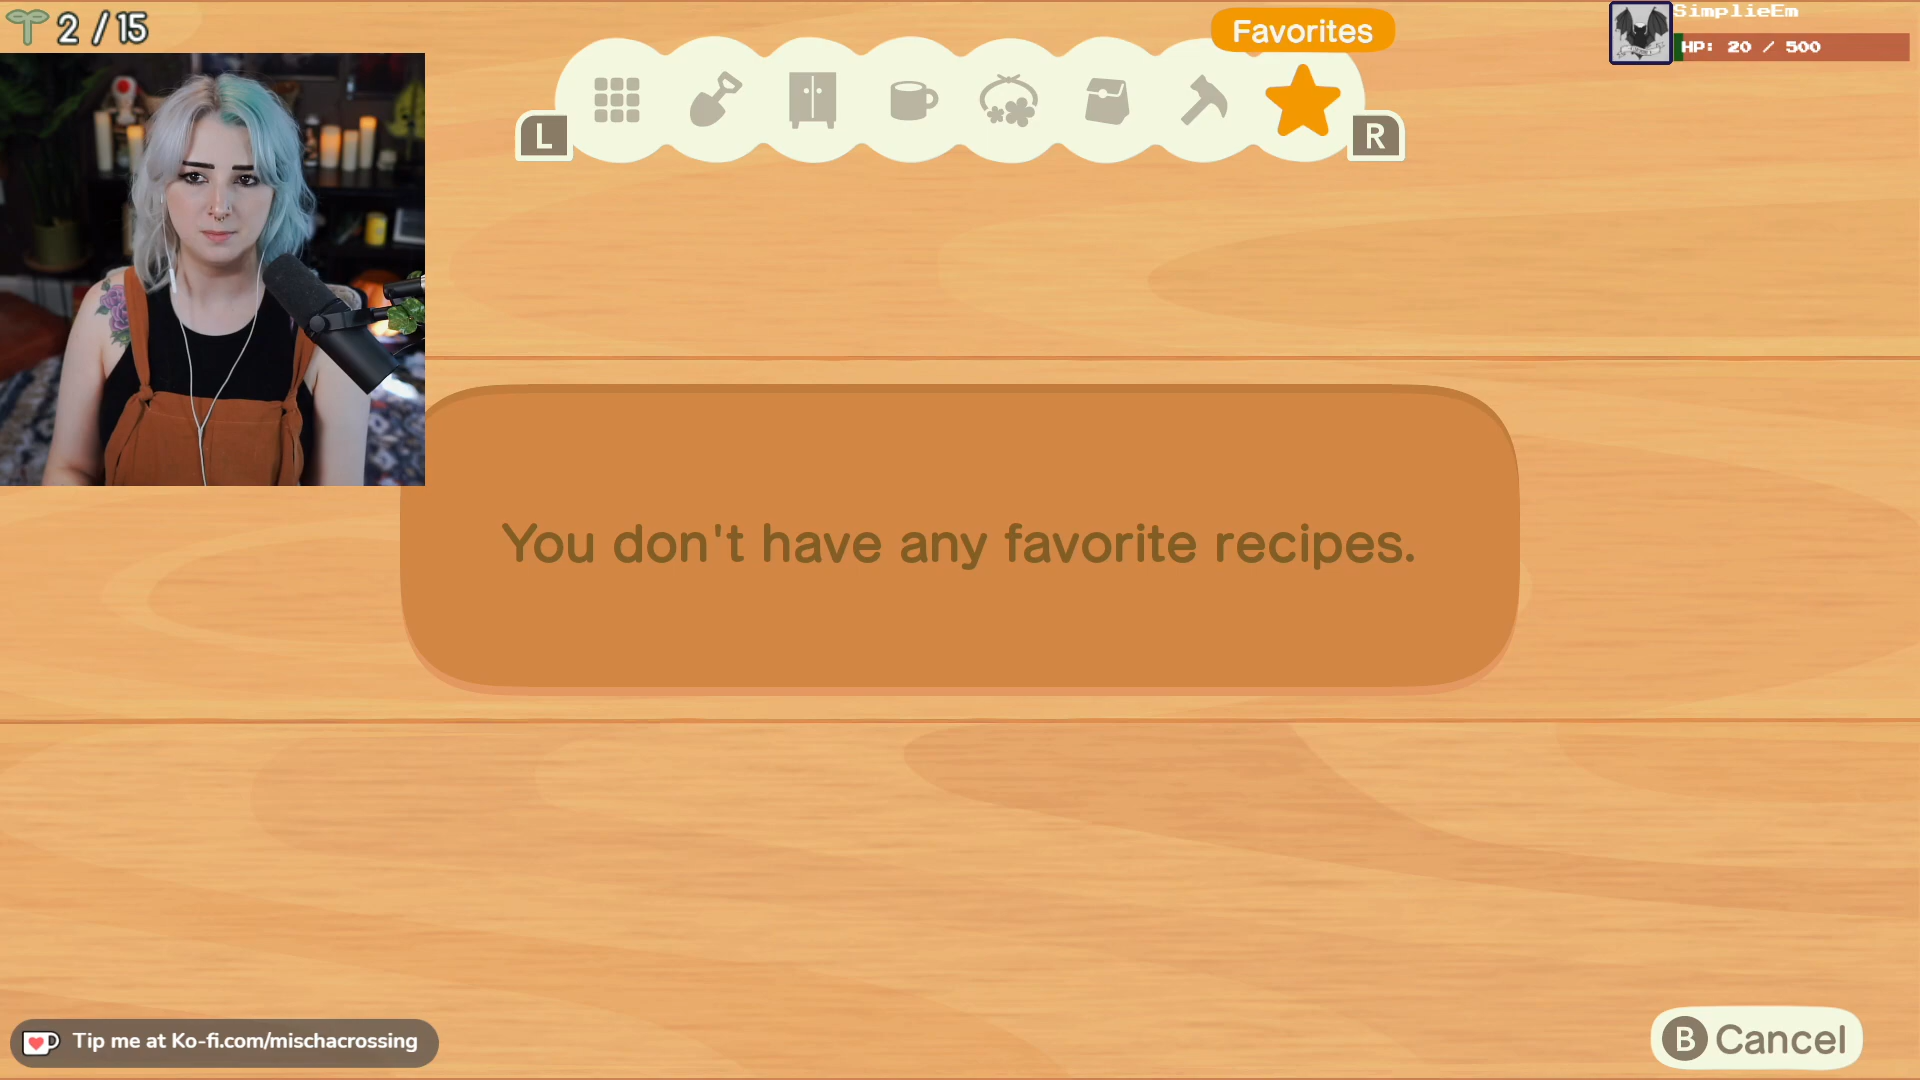 2 / 15
Favorites
SimplieEm
HP: 20 / 500
L
R
You don't have any favorite recipes.
Tip me at Ko-fi.com/mischacrossing
B Cancel